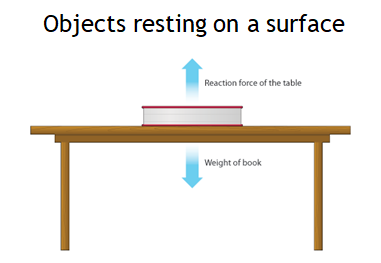 Objects resting on a surface
Reaction force of the table
Weight of book